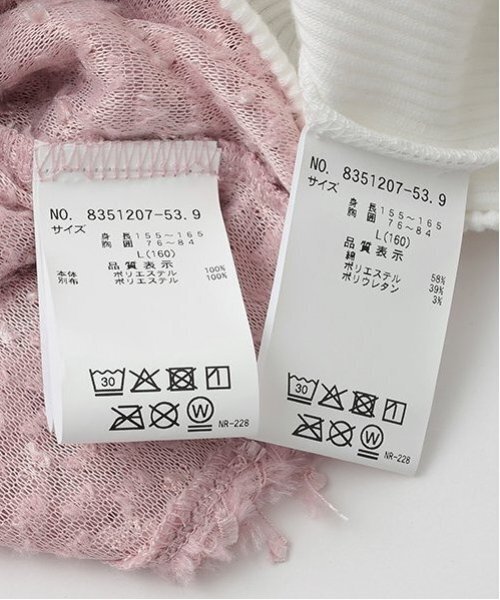 NO. 8351207-53.9
サイズ
身長 155~165
胸囲 76~84
L(160)
品質表示
本体 ポリエステル 100%
別布 ポリエステル 100%
30
W
NR-228
NO. 8351207-53.9
サイズ
身長 155~165
胸囲 76~84
L(160)
品質表示
綿 58%
ポリエステル 39%
ポリウレタン 3%
30
W
NR-228